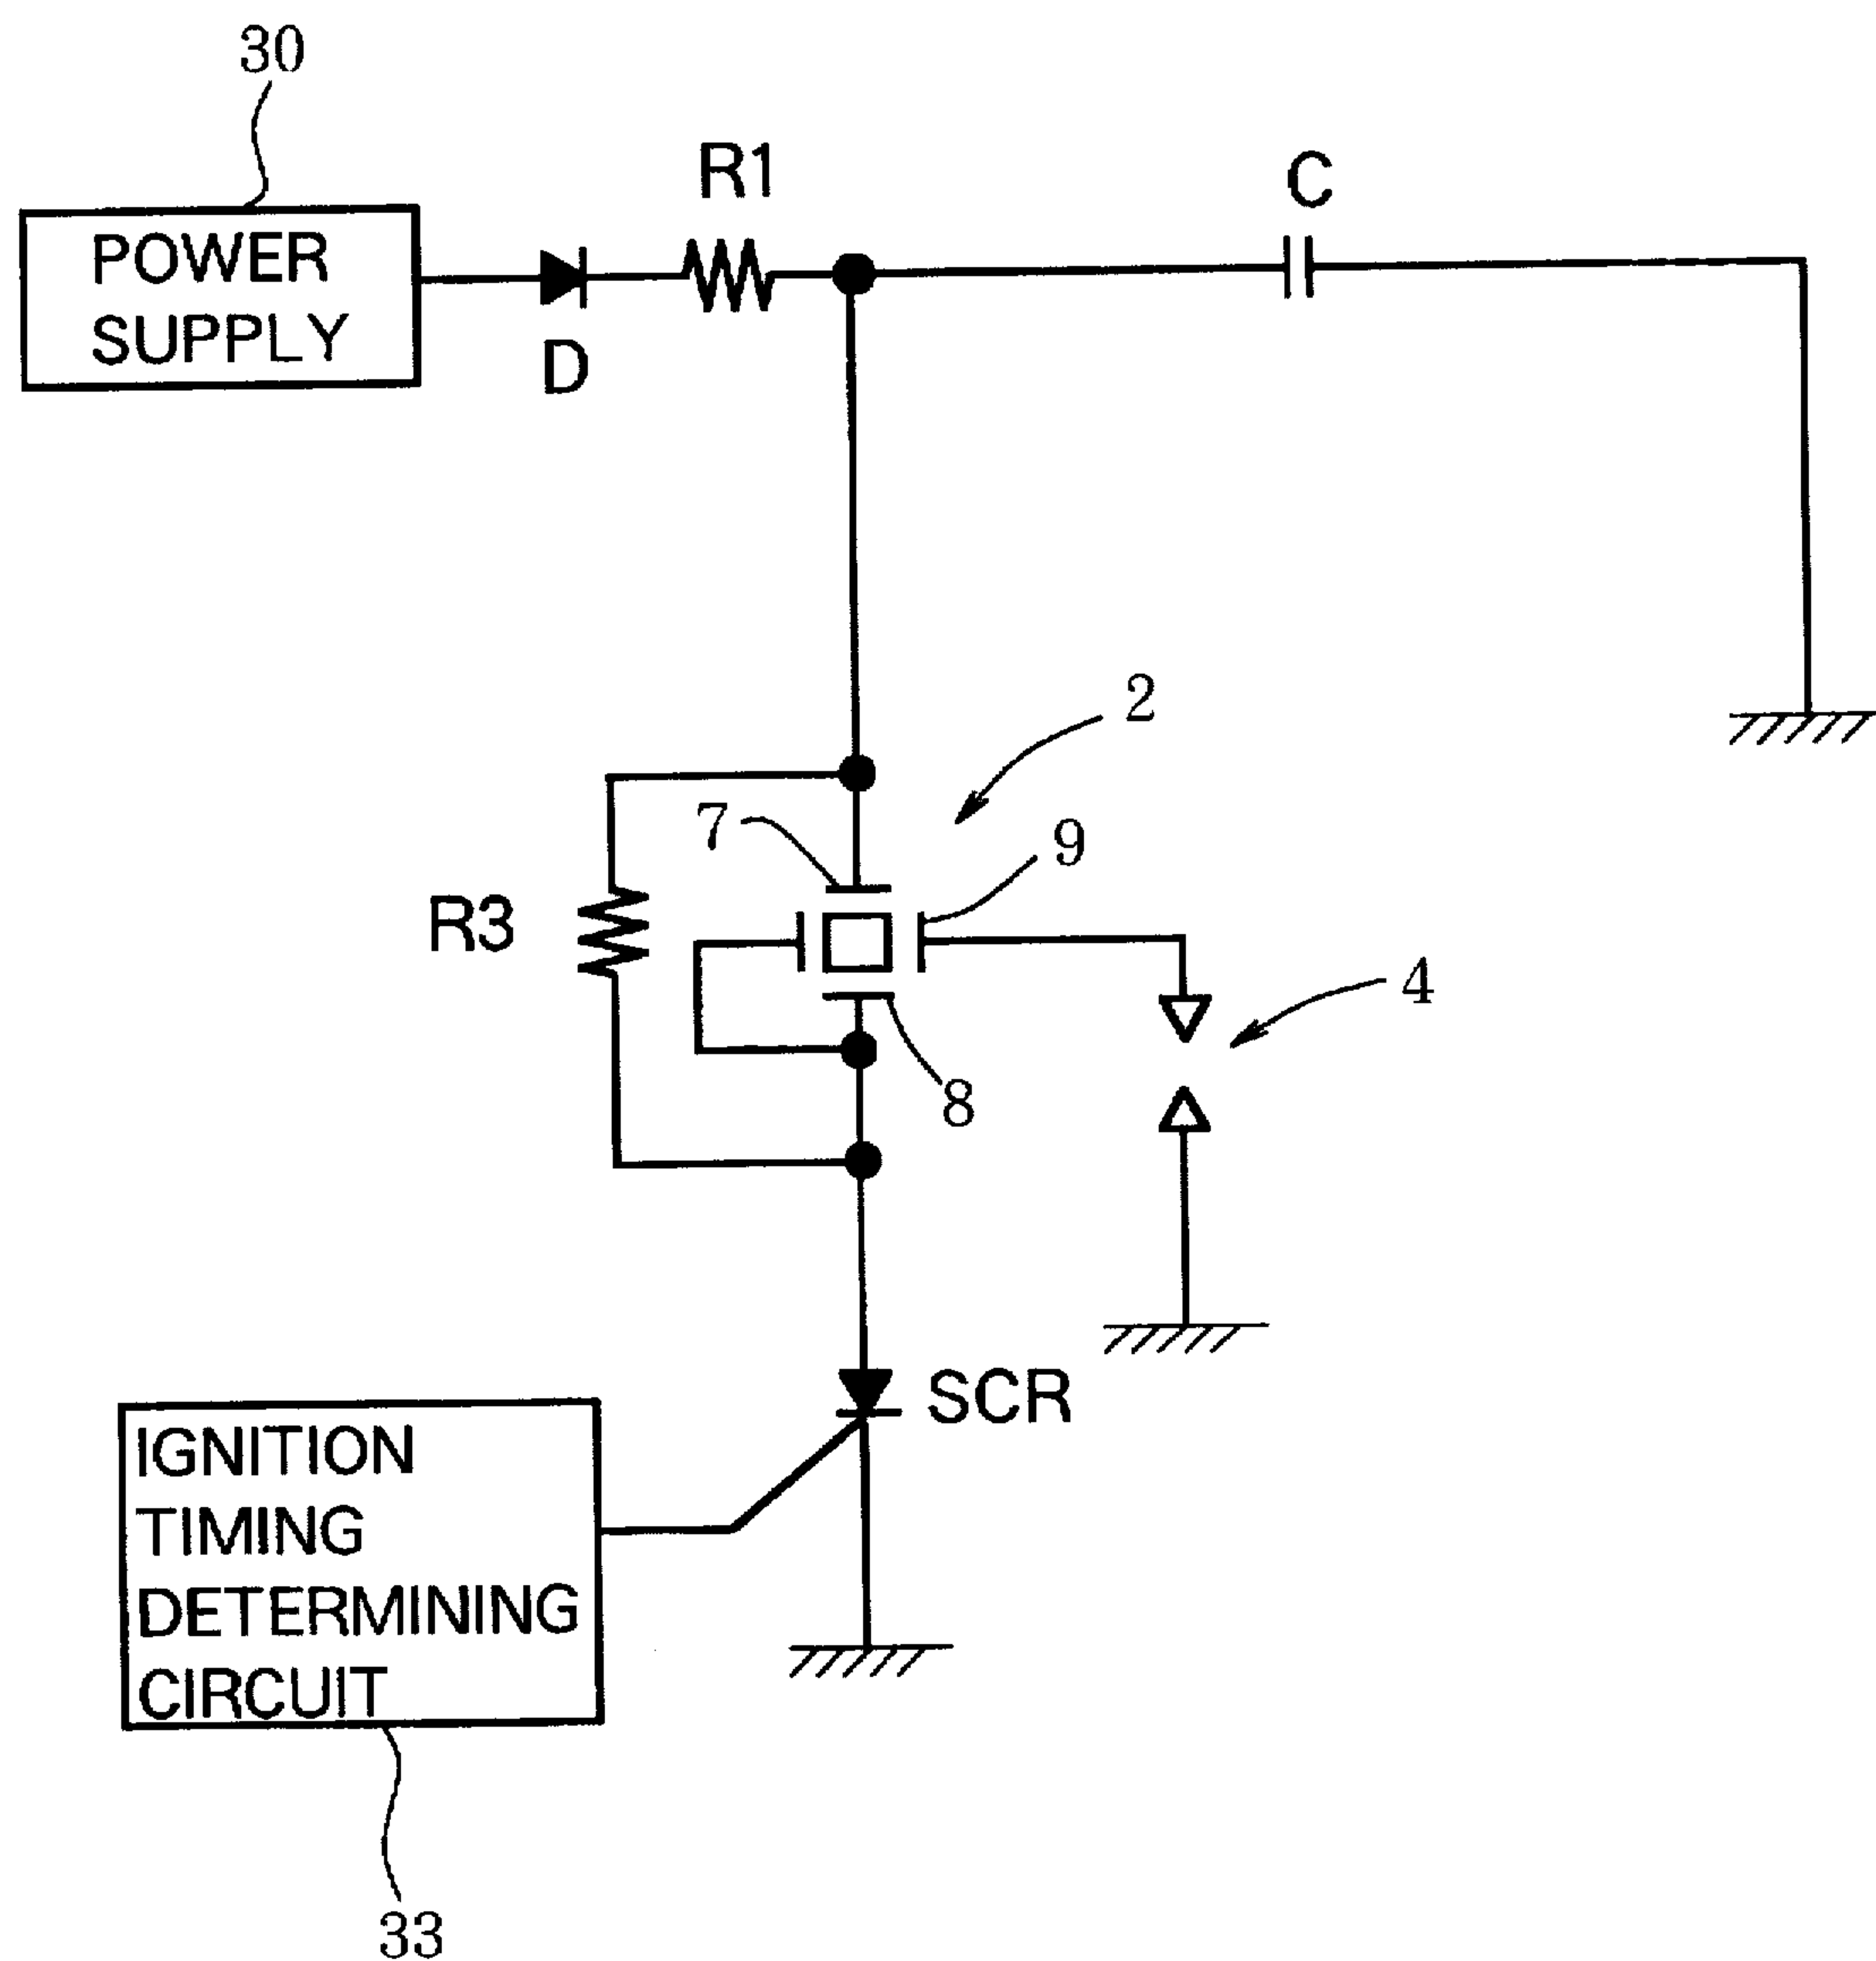 30
R1
C
POWER
SUPPLY
D
2
7
9
R3
4
8
SCR
IGNITION
TIMING
DETERMINING
CIRCUIT
33